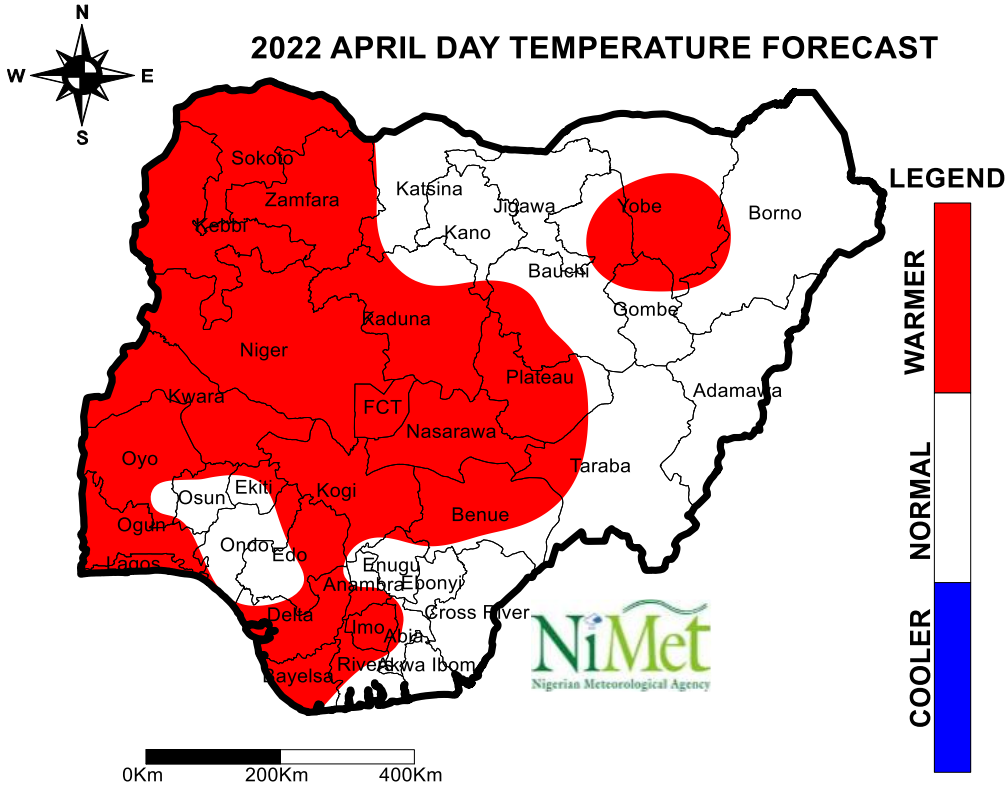 N
2022 APRIL DAY TEMPERATURE FORECAST
W E
S
LEGEND
Sokoto
Katsina
Zamfara
Jigawa
Yobe
Borno
Kebbi
Kano
Bauchi
Gombe
Kaduna
WARMER
Niger
Plateau
Adamawa
Kwara
FCT
Nasarawa
Oyo
Taraba
Osun
Ekiti
Kogi
NORMAL
Ogun
Benue
Ondo
Edo
Lagos
Enugu
Anambra
Ebonyi
Delta
Cross River
Imo
Abia
Rivers
Akwa Ibom
Bayelsa
NiMet
Nigerian Meteorological Agency
COOLER
0Km 200Km 400Km